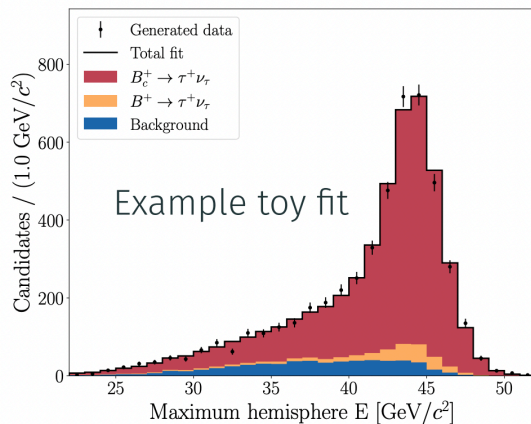 Generated data
Total fit
B_c^+ → τ^+ν_τ
B^+ → τ^+ν_τ
Background
Example toy fit
Candidates / (1.0 GeV/c^2)
800
600
400
200
0
25 30 35 40 45 50
Maximum hemisphere E [GeV/c^2]